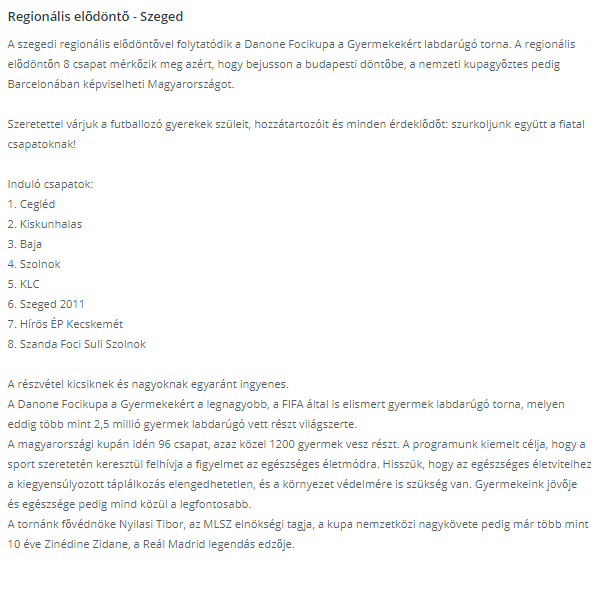 Regionális elődöntő - Szeged
A szegedi regionális elődöntővel folytatódik a Danone Focikupa a Gyermekekért labdarúgó torna. A regionális
elődöntőn 8 csapat mérkőzik meg azért, hogy bejusson a budapesti döntőbe, a nemzeti kupagyőztes pedig
Barcelonában képviselheti Magyarországot.
Szeretettel várjuk a futballozó gyerekek szüleit, hozzátartozóit és minden érdeklődőt: szurkoljunk együtt a fiatal
csapatoknak!
Induló csapatok:
1. Cegléd
2. Kiskunhalas
3. Baja
4. Szolnok
5. KLC
6. Szeged 2011
7. Hírös ÉP Kecskemét
8. Szanda Foci Suli Szolnok
A részvétel kicsiknek és nagyoknak egyaránt ingyenes.
A Danone Focikupa a Gyermekekért a legnagyobb, a FIFA által is elismert gyermek labdarúgó torna, melyen
eddig több mint 2,5 millió gyermek labdarúgó vett részt világszerte.
A magyarországi kupán idén 96 csapat, azaz közel 1200 gyermek vesz részt. A programunk kiemelt célja, hogy a
sport szeretetén keresztül felhívja a figyelmet az egészséges életmódra. Hisszük, hogy az egészséges életvitelhez
a kiegyensúlyozott táplálkozás elengedhetetlen, és a környezet védelmére is szükség van. Gyermekeink jövője
és egészsége pedig mind közül a legfontosabb.
A tornánk fővédnöke Nyilasi Tibor, az MLSZ elnökségi tagja, a kupa nemzetközi nagykövete pedig már több mint
10 éve Zinédine Zidane, a Reál Madrid legendás edzője.